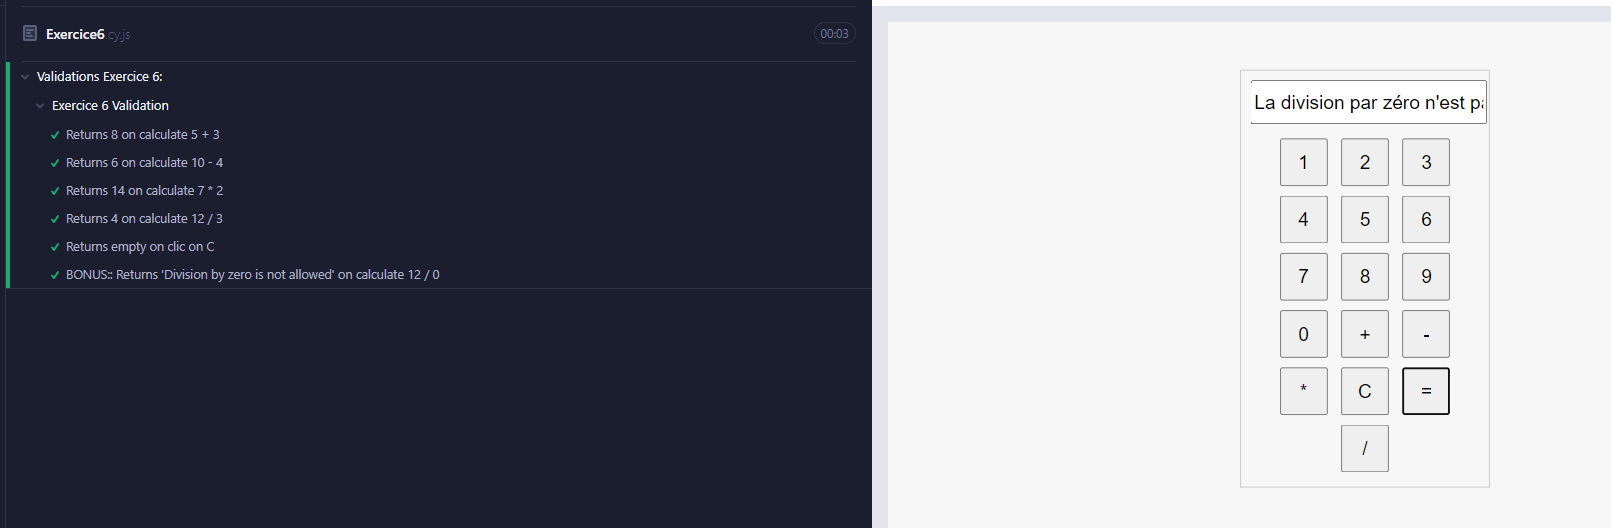 Exercice6.cy.js
00:03
Validations Exercice 6:
Exercice 6 Validation
Returns 8 on calculate 5 + 3
Returns 6 on calculate 10 - 4
Returns 14 on calculate 7 * 2
Returns 4 on calculate 12 / 3
Returns empty on clic on C
BONUS:: Returns 'Division by zero is not allowed' on calculate 12 / 0
La division par zéro n'est pa
1 2 3
4 5 6
7 8 9
0 + -
* C =
/